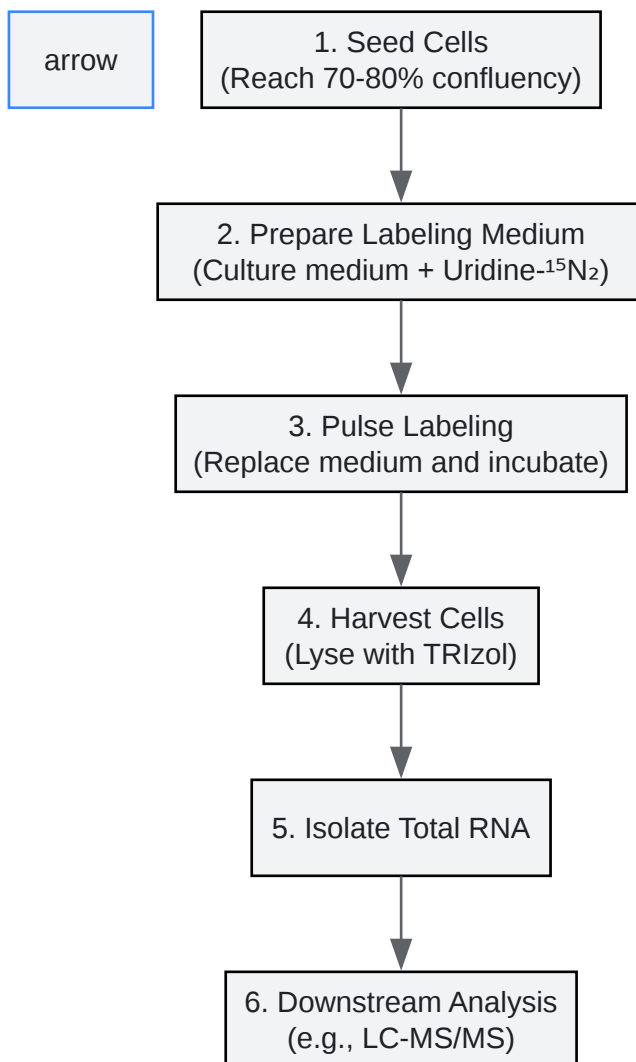 arrow
1. Seed Cells
(Reach 70-80% confluency)
2. Prepare Labeling Medium
(Culture medium + Uridine-¹⁵N₂)
3. Pulse Labeling
(Replace medium and incubate)
4. Harvest Cells
(Lyse with TRIzol)
5. Isolate Total RNA
6. Downstream Analysis
(e.g., LC-MS/MS)